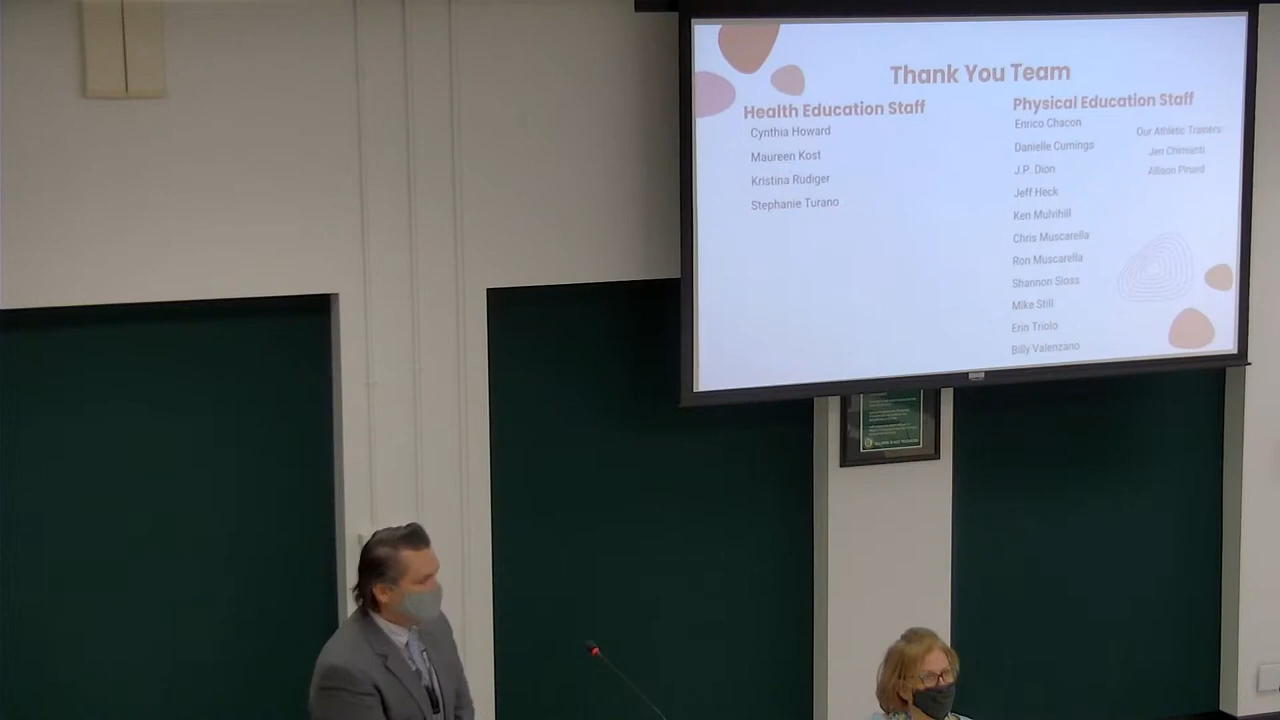 Thank You Team
Health Education Staff
Cynthia Howard
Maureen Kost
Kristina Rudiger
Stephanie Turano
Physical Education Staff
Enrico Chacon
Danielle Cumings
J.P. Dion
Jeff Heck
Ken Mulvihill
Chris Muscarella
Ron Muscarella
Shannon Sloss
Mike Still
Erin Triolo
Billy Valenzano
Our Athletic Trainers
Jen Chimienti
Allison Pinard